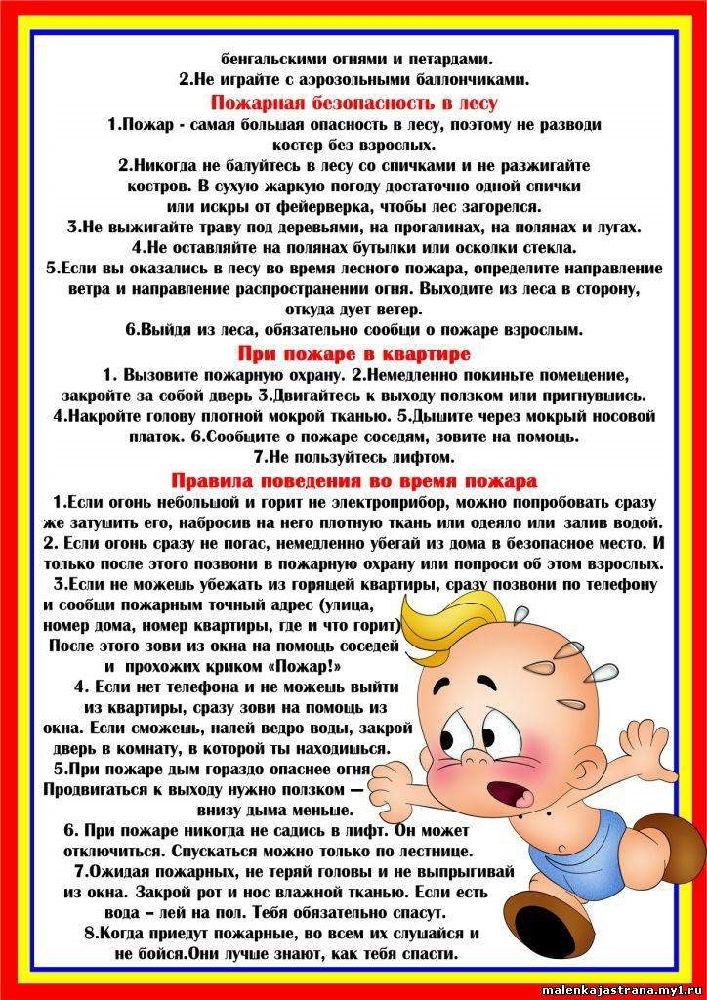 бенгальскими огнями и петардами.
2.Не играйте с аэрозольными баллончиками.
Пожарная безопасность в лесу
1.Пожар - самая большая опасность в лесу, поэтому не разводи
костер без взрослых.
2.Никогда не балуйтесь в лесу со спичками и не разжигайте
костров. В сухую жаркую погоду достаточно одной спички
или искры от фейерверка, чтобы лес загорелся.
3.Не выжигайте траву под деревьями, на прогалинах, на полянах и лугах.
4.Не оставляйте на полянах бутылки или осколки стекла.
5.Если вы оказались в лесу во время лесного пожара, определите направление
ветра и направление распространении огня. Выходите из леса в сторону,
откуда дует ветер.
6.Выйдя из леса, обязательно сообщи о пожаре взрослым.
При пожаре в квартире
1. Вызовите пожарную охрану. 2.Немедленно покиньте помещение,
закройте за собой дверь 3.Двигайтесь к выходу ползком или пригнувшись.
4.Накройте голову плотной мокрой тканью. 5.Дышите через мокрый носовой
платок. 6.Сообщите о пожаре соседям, зовите на помощь.
7.Не пользуйтесь лифтом.
Правила поведения во время пожара
1.Если огонь небольшой и горит не электроприбор, можно попробовать сразу
же затушить его, набросив на него плотную ткань или одеяло или залив водой.
2. Если огонь сразу не погас, немедленно убегай из дома в безопасное место. И
только после этого позвони в пожарную охрану или попроси об этом взрослых.
3.Если не можешь убежать из горящей квартиры, сразу позвони по телефону
и сообщи пожарным точный адрес (улица,
номер дома, номер квартиры, где и что горит)
После этого зови из окна на помощь соседей
и прохожих криком «Пожар!»
4. Если нет телефона и не можешь выйти
из квартиры, сразу зови на помощь из
окна. Если сможешь, налей ведро воды, закрой
дверь в комнату, в которой ты находишься.
5.При пожаре дым гораздо опаснее огня
Продвигаться к выходу нужно ползком —
внизу дыма меньше.
6. При пожаре никогда не садись в лифт. Он может
отключиться. Спускаться можно только по лестнице.
7.Ожидая пожарных, не теряй головы и не выпрыгивай
из окна. Закрой рот и нос влажной тканью. Если есть
вода – лей на пол. Тебя обязательно спасут.
8.Когда приедут пожарные, во всем их слушайся и
не бойся.Они лучше знают, как тебя спасти.
malenkajastrana.my1.ru